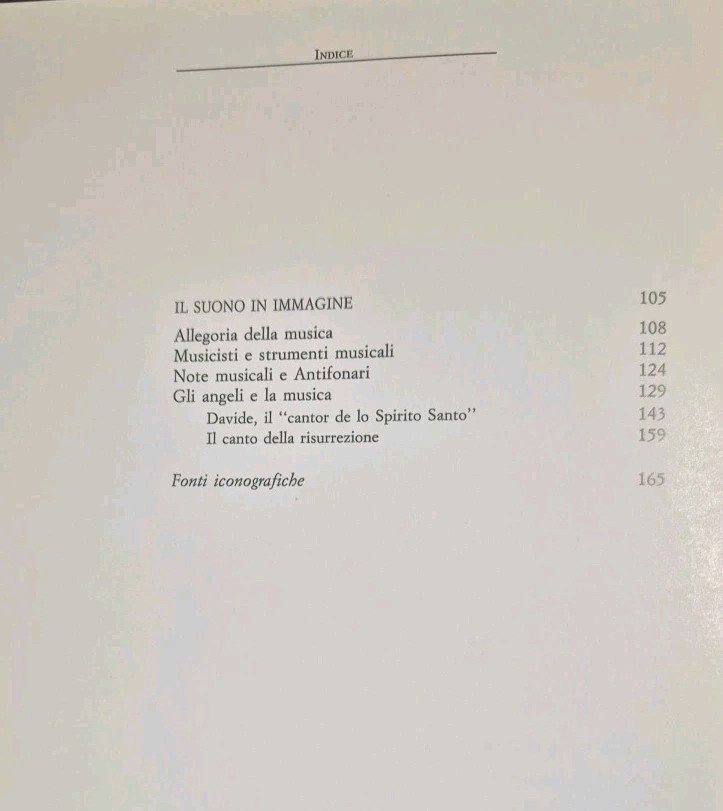 INDICE
IL SUONO IN IMMAGINE 105
Allegoria della musica 108
Musicisti e strumenti musicali 112
Note musicali e Antifonari 124
Gli angeli e la musica 129
Davide, il “cantor de lo Spirito Santo” 143
Il canto della risurrezione 159
Fonti iconografiche 165